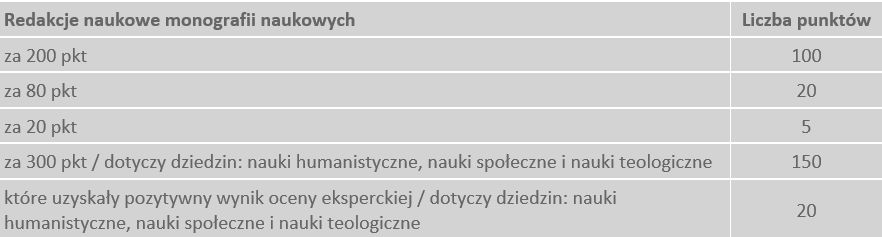 Redakcje naukowe monografii naukowych Liczba punktów
za 200 pkt 100
za 80 pkt 20
za 20 pkt 5
za 300 pkt / dotyczy dziedzin: nauki humanistyczne, nauki społeczne i nauki teologiczne 150
które uzyskały pozytywny wynik oceny eksperckiej / dotyczy dziedzin: nauki
humanistyczne, nauki społeczne i nauki teologiczne 20